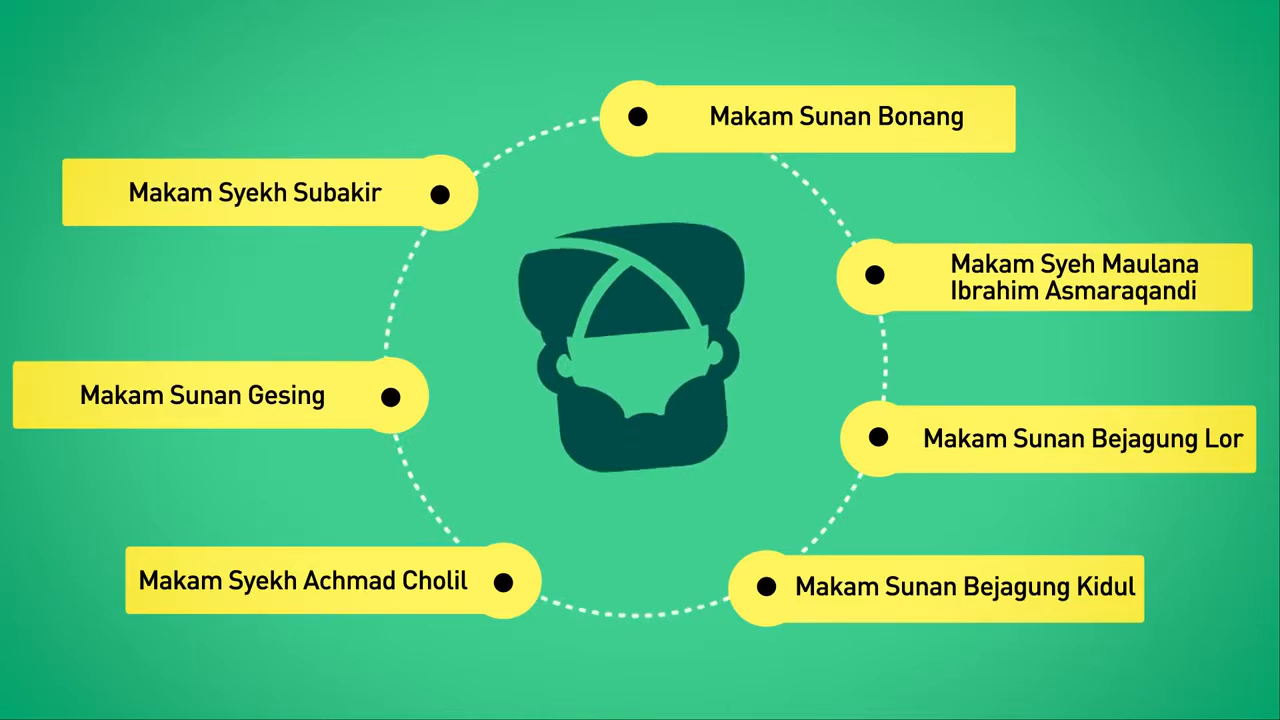 Makam Sunan Bonang
Makam Syekh Subakir
Makam Syeh Maulana
Ibrahim Asmaraqandi
Makam Sunan Gesing
Makam Sunan Bejagung Lor
Makam Syekh Achmad Cholil
Makam Sunan Bejagung Kidul